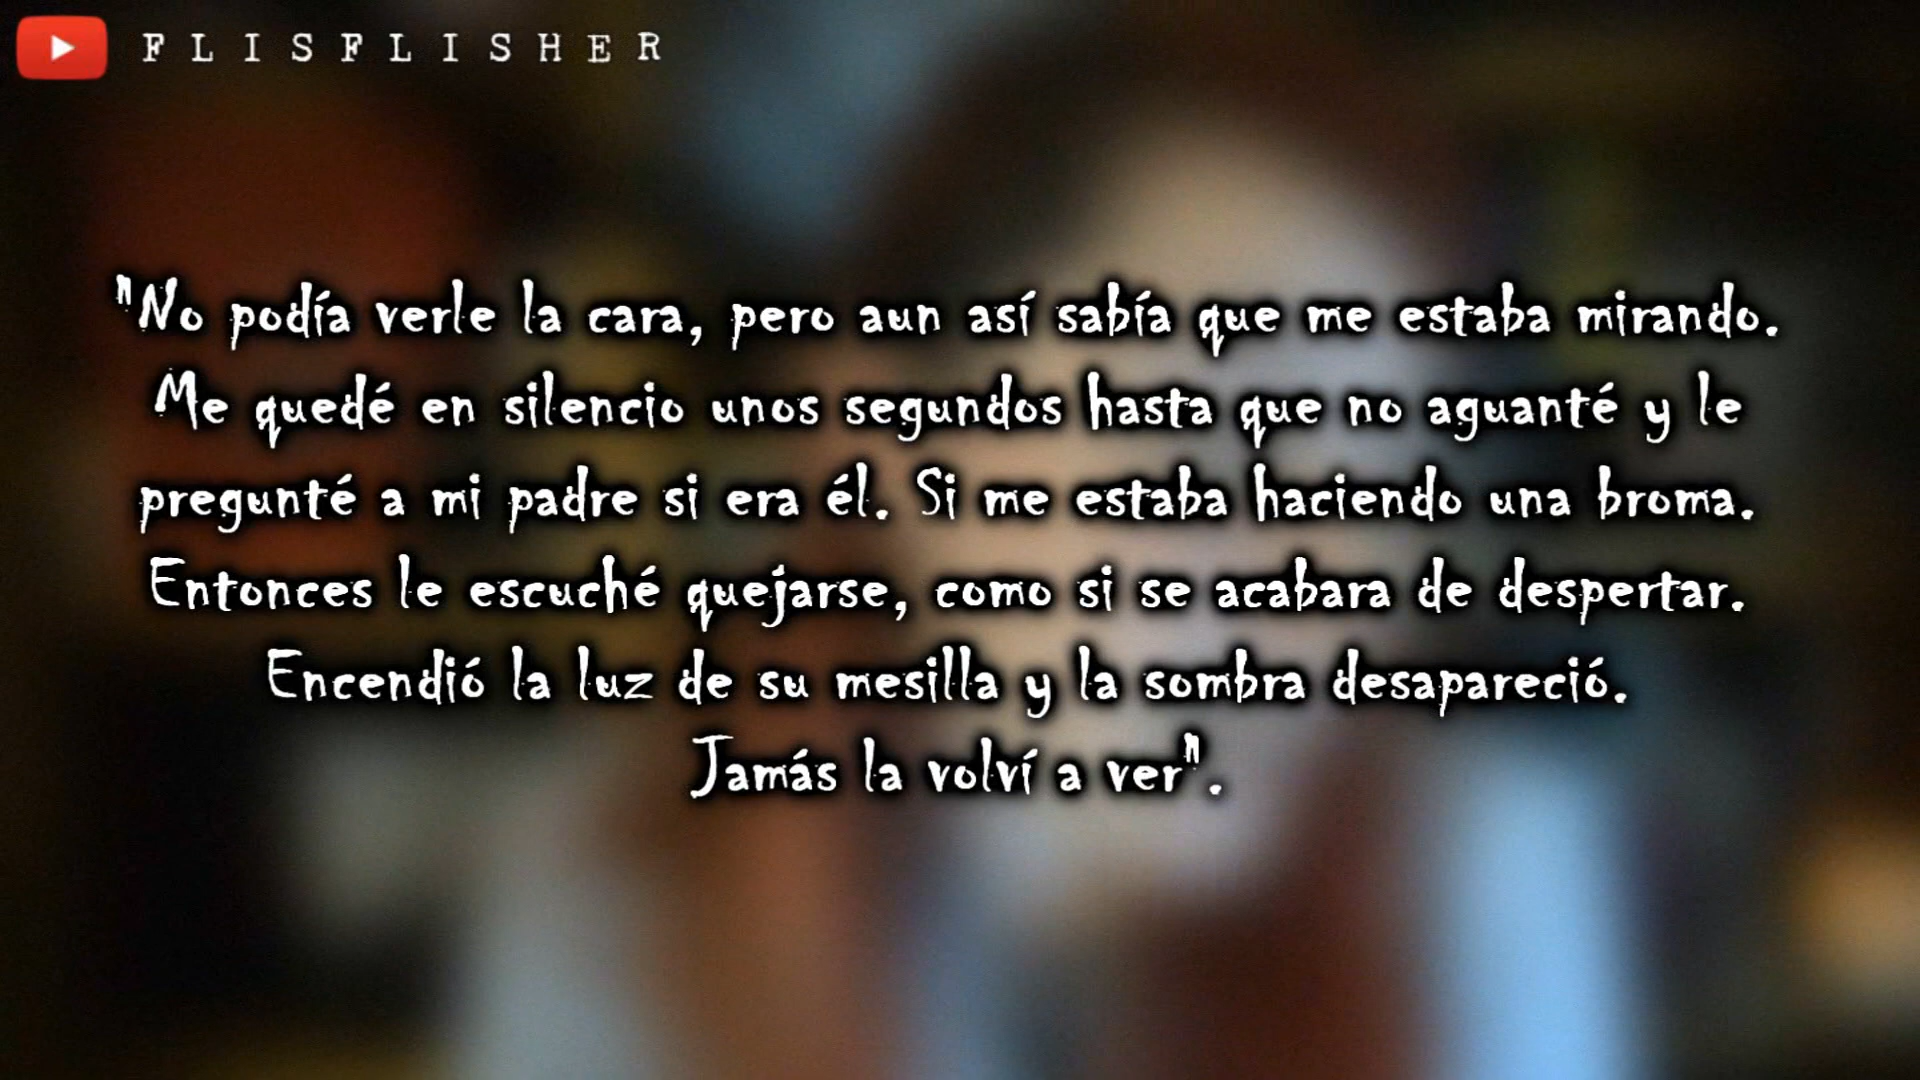 FLISFLISHER
"No podía verle la cara, pero aun así sabía que me estaba mirando.
Me quedé en silencio unos segundos hasta que no aguanté y le
pregunté a mi padre si era él. Si me estaba haciendo una broma.
Entonces le escuché quejarse, como si se acabara de despertar.
Encendió la luz de su mesilla y la sombra desapareció.
Jamás la volví a ver".